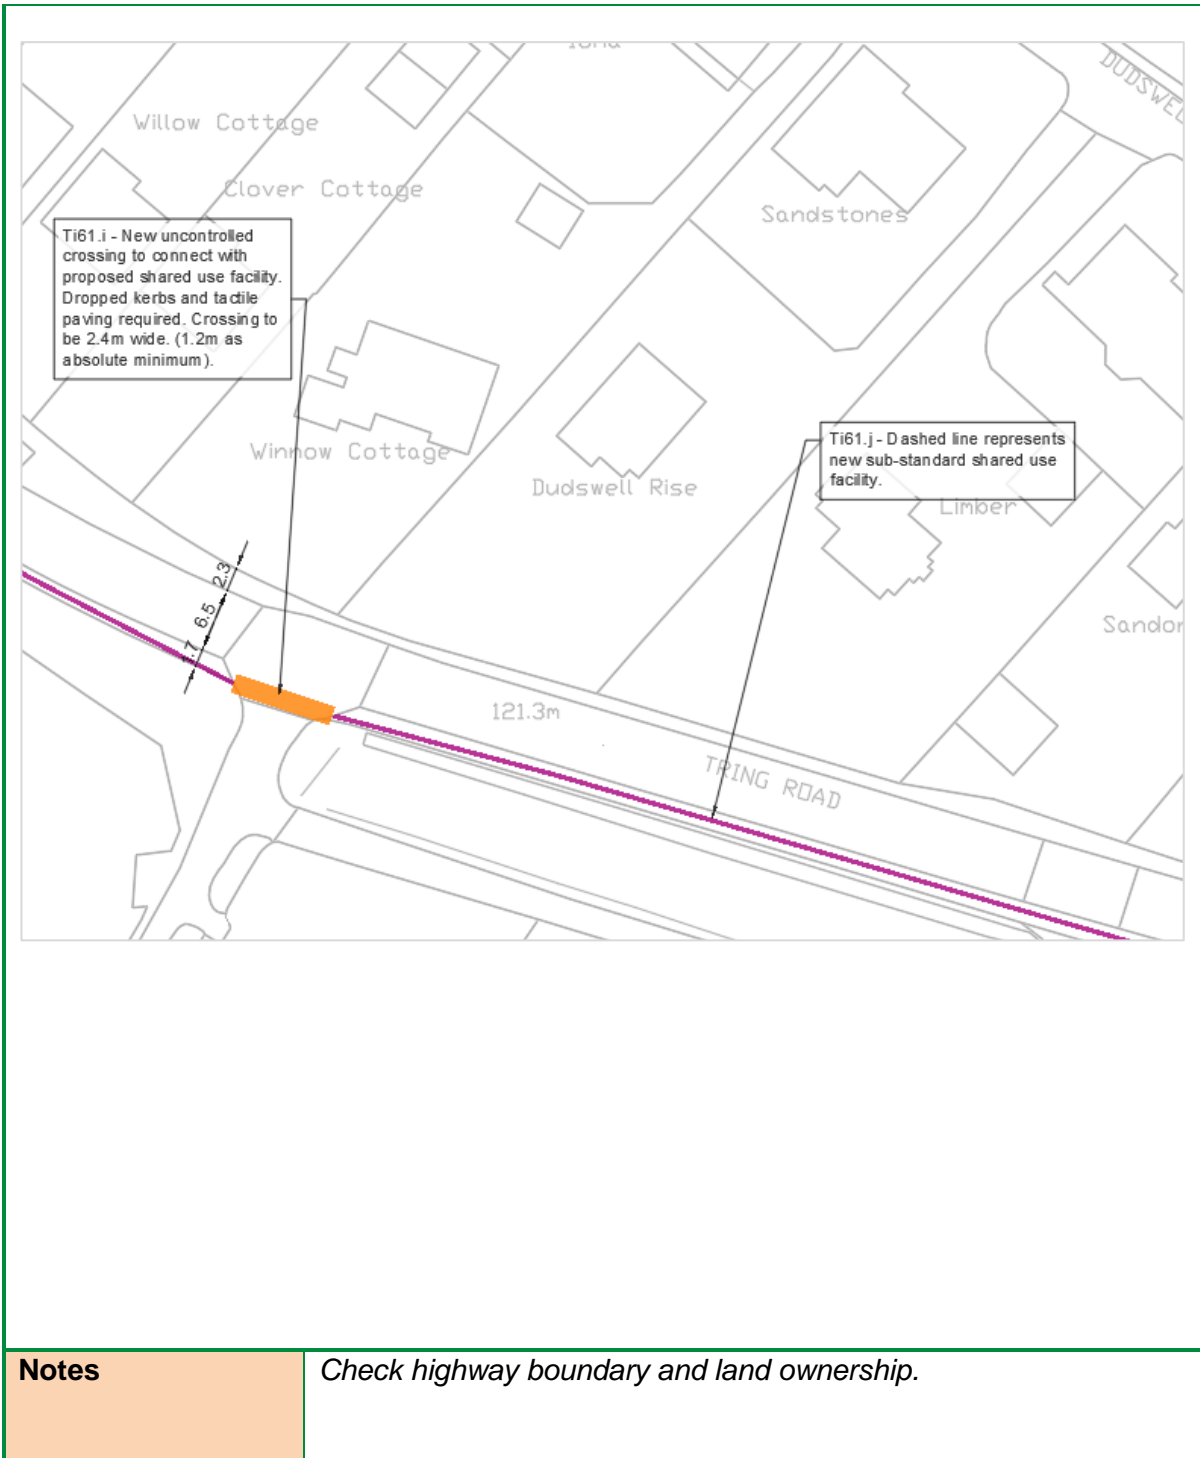 Willow Cottage
Clover Cottage
Sandstones
Ti61.i - New uncontrolled
crossing to connect with
proposed shared use facility.
Dropped kerbs and tactile
paving required. Crossing to
be 2.4m wide. (1.2m as
absolute minimum).
Winnow Cottage
Dudswell Rise
Ti61.j - Dashed line represents
new sub-standard shared use
facility.
Limber
2.3
6.5
1.7
121.3m
TRING ROAD
Notes
Check highway boundary and land ownership.